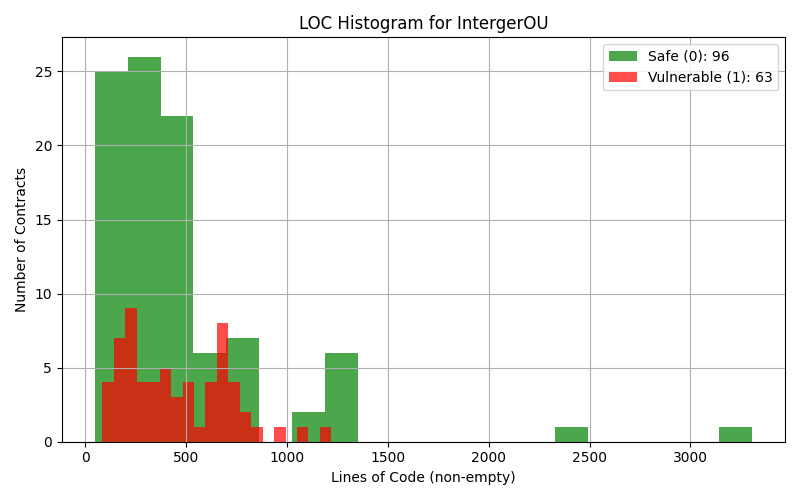 LOC Histogram for IntergerOU
Safe (0): 96
Vulnerable (1): 63
Number of Contracts
25
20
15
10
5
0
0 500 1000 1500 2000 2500 3000
Lines of Code (non-empty)